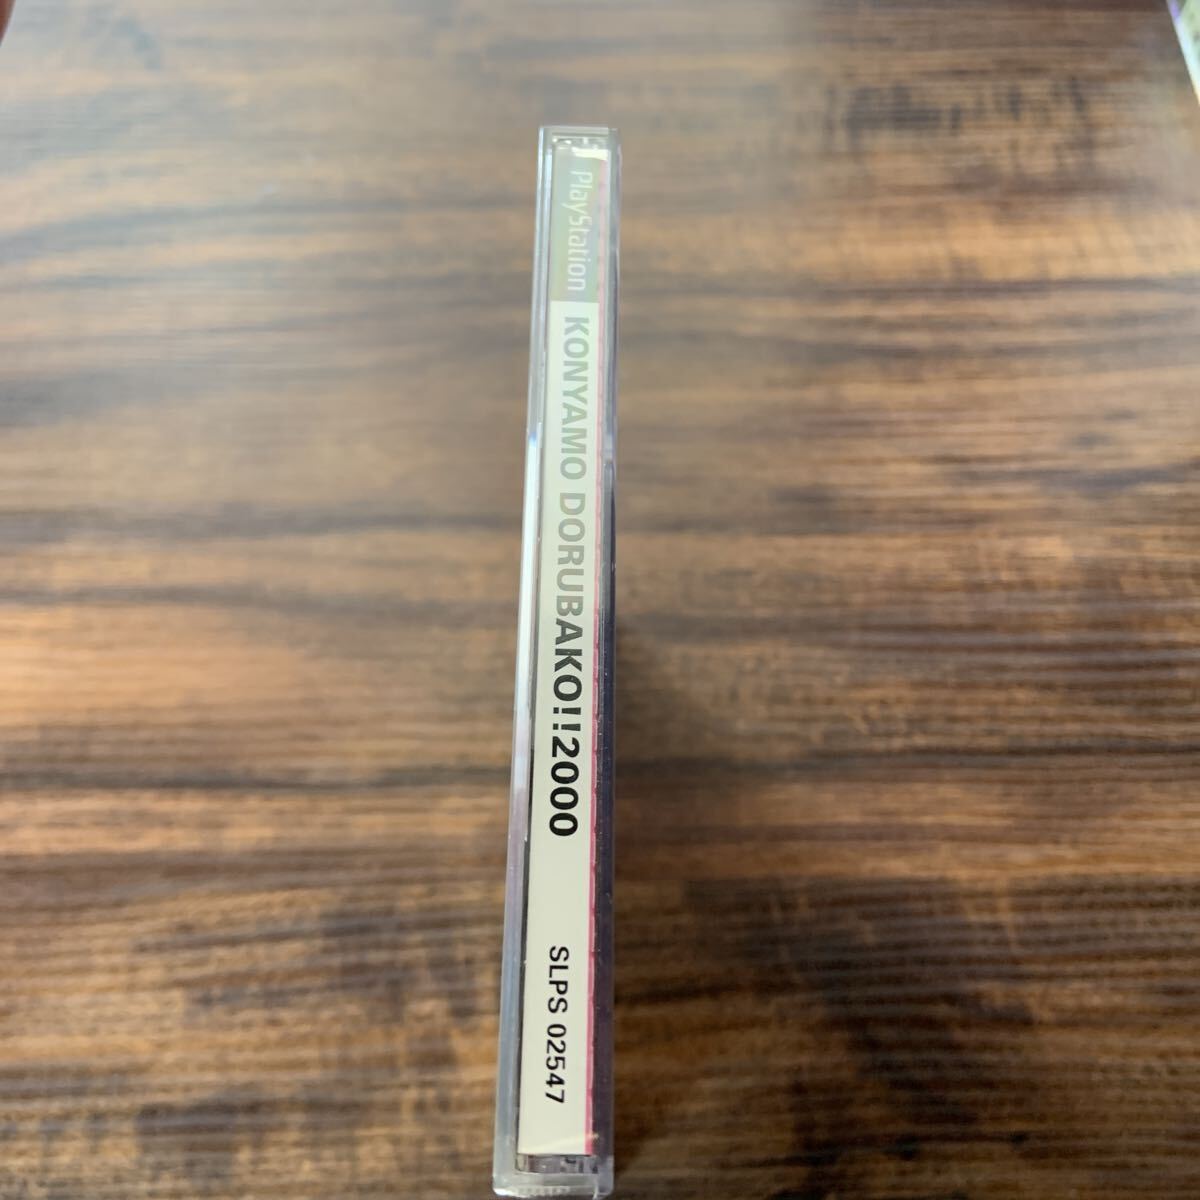 PlayStation
KONYAMO DORUBAKO!!2000
SLPS 02547